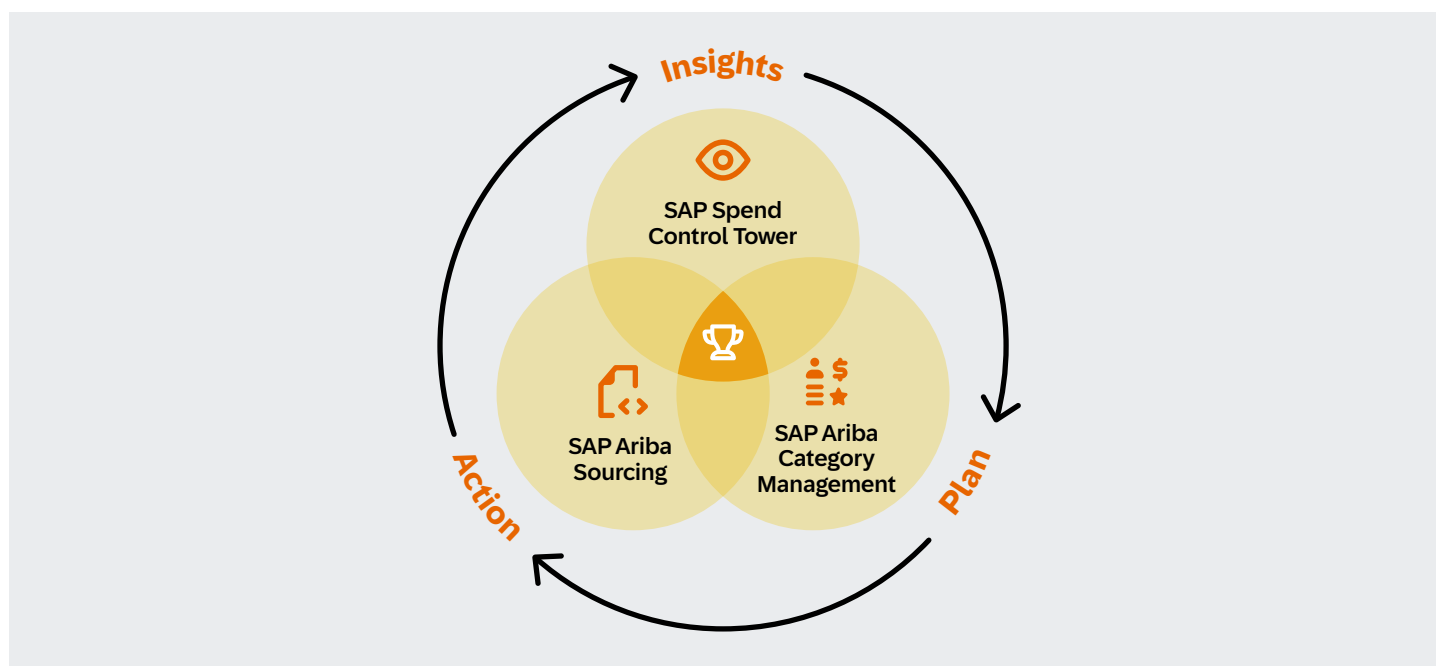 Insights
SAP Spend
Control Tower
SAP Ariba
Sourcing
SAP Ariba
Category
Management
Action
Plan